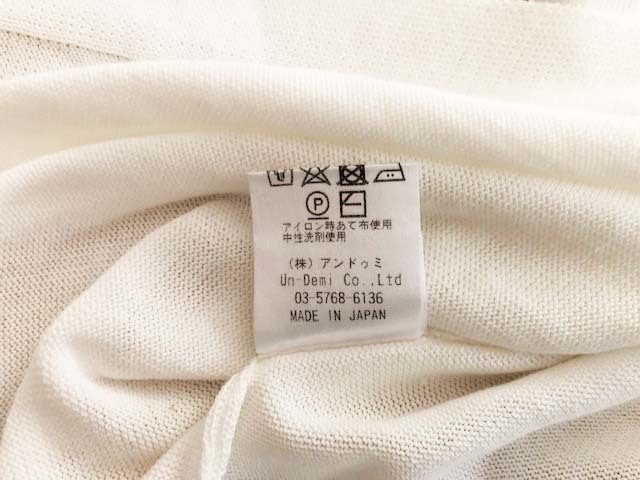 P
アイロン時あて布使用
中性洗剤使用
(株)アンドゥミ
Un-Demi Co.,Ltd
03-5768-6136
MADE IN JAPAN